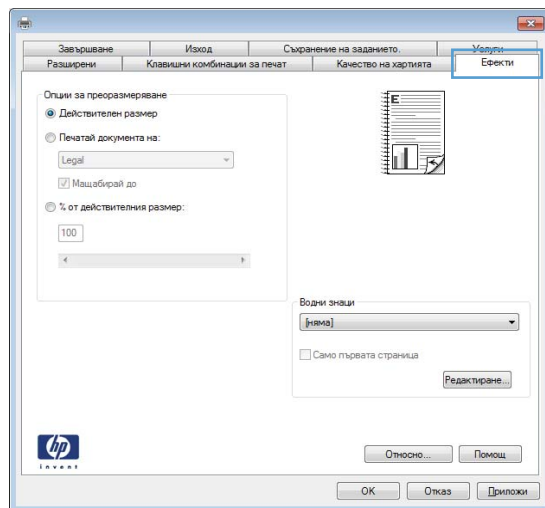 Завършване Изход Съхранение на заданието. Услуги
Разширени Клавишни комбинации за печат Качество на хартията Ефекти
Опции за преоразмеряване
Действителен размер
Печатай документа на:
Legal
Мащабирай до
% от действителния размер:
100
E
Водни знаци
[няма]
Само първата страница
Редактиране...
hp
invent
Относно... Помощ
OK Отказ Приложи